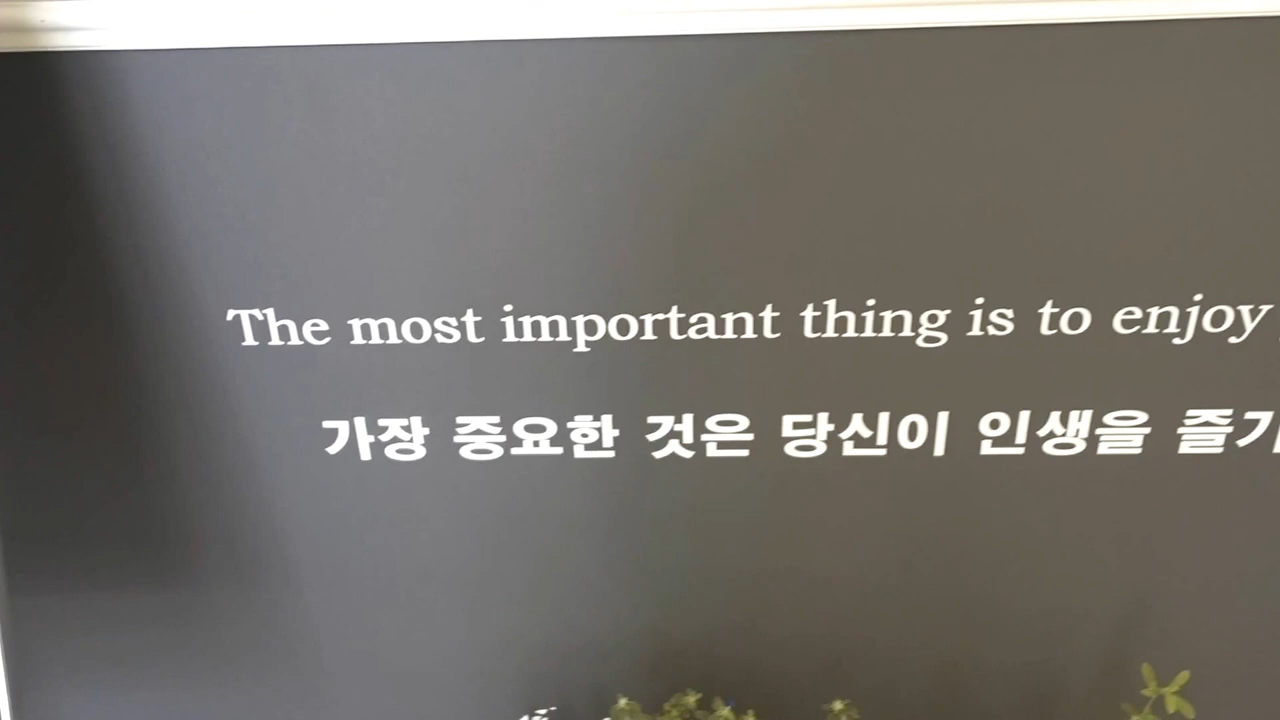 The most important thing is to enjoy
가장 중요한 것은 당신이 인생을 즐기